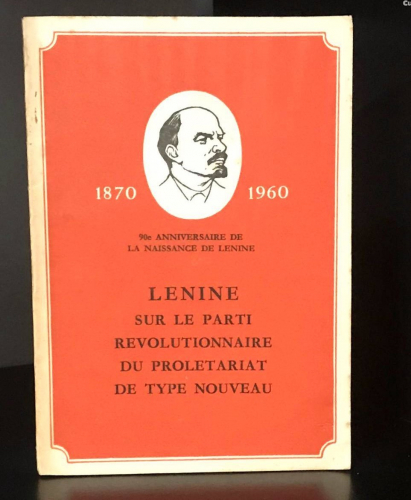 1870 1960
90e ANNIVERSAIRE DE
LA NAISSANCE DE LENINE
LENINE
SUR LE PARTI
REVOLUTIONNAIRE
DU PROLETARIAT
DE TYPE NOUVEAU